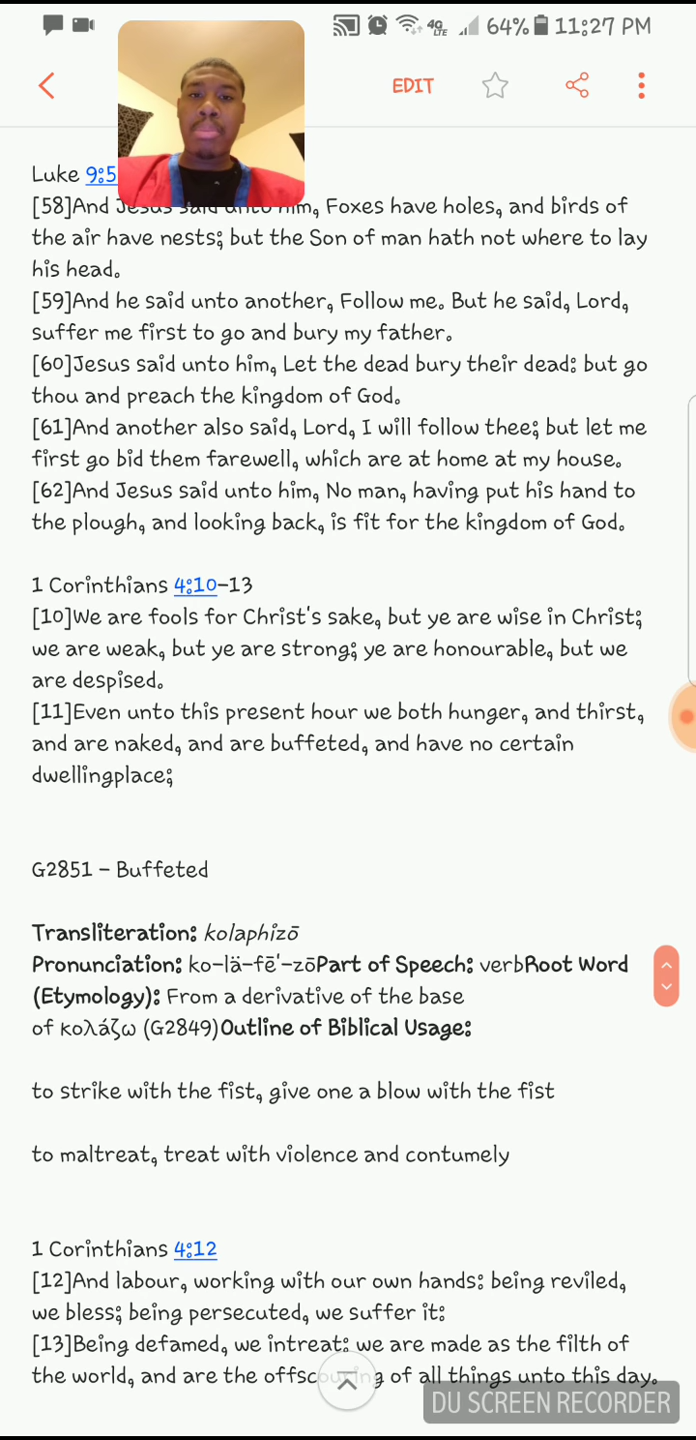 4G LTE 64% 11:27 PM
EDIT
Luke 9:5
[58]And Jesus said unto him, Foxes have holes, and birds of
the air have nests; but the Son of man hath not where to lay
his head.
[59]And he said unto another, Follow me. But he said, Lord,
suffer me first to go and bury my father.
[60]Jesus said unto him, Let the dead bury their dead: but go
thou and preach the kingdom of God.
[61]And another also said, Lord, I will follow thee; but let me
first go bid them farewell, which are at home at my house.
[62]And Jesus said unto him, No man, having put his hand to
the plough, and looking back, is fit for the kingdom of God.
1 Corinthians 4:10-13
[10]We are fools for Christ's sake, but ye are wise in Christ;
we are weak, but ye are strong; ye are honourable, but we
are despised.
[11]Even unto this present hour we both hunger, and thirst,
and are naked, and are buffeted, and have no certain
dwellingplace;
G2851 - Buffeted
Transliteration: kolaphizō
Pronunciation: ko-lä-fē'-zōPart of Speech: verbRoot Word
(Etymology): From a derivative of the base
of κολάζω (G2849)Outline of Biblical Usage:
to strike with the fist, give one a blow with the fist
to maltreat, treat with violence and contumely
1 Corinthians 4:12
[12]And labour, working with our own hands: being reviled,
we bless; being persecuted, we suffer it:
[13]Being defamed, we intreat: we are made as the filth of
the world, and are the offscouring of all things unto this day.
DU SCREEN RECORDER